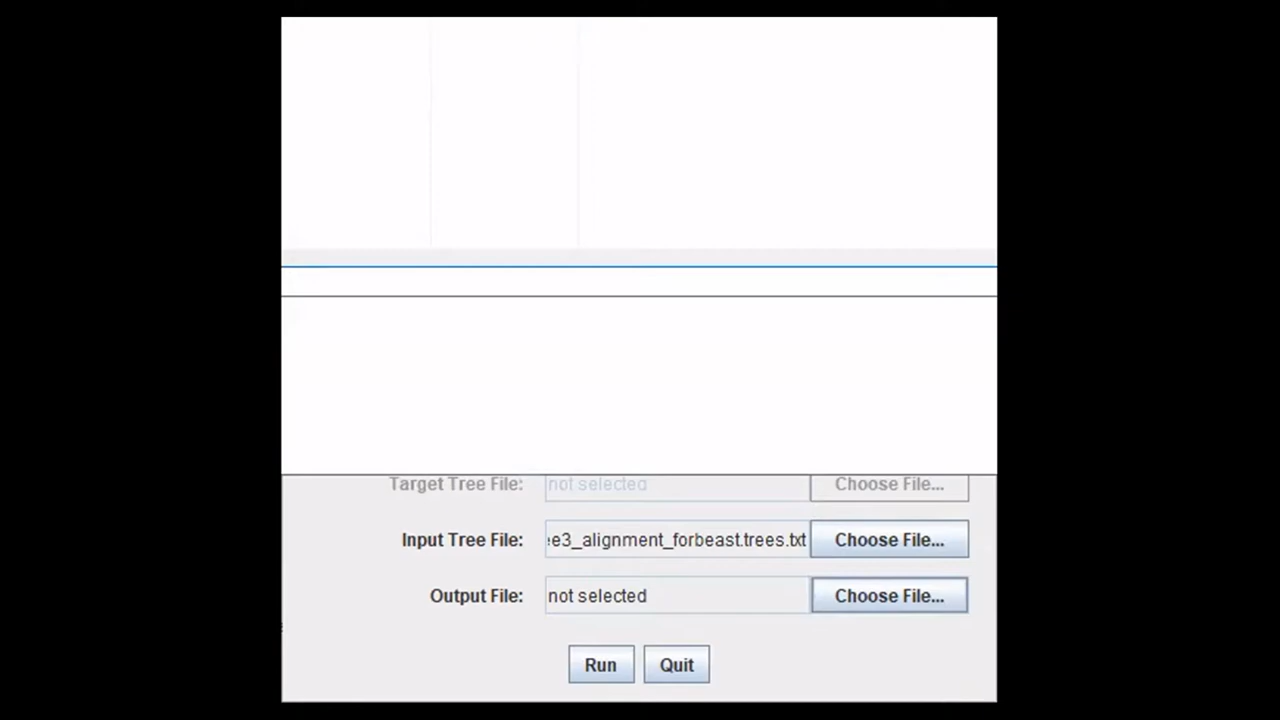 Target Tree File: not selected Choose File...
Input Tree File: ee3_alignment_forbeast.trees.txt Choose File...
Output File: not selected Choose File...
Run Quit